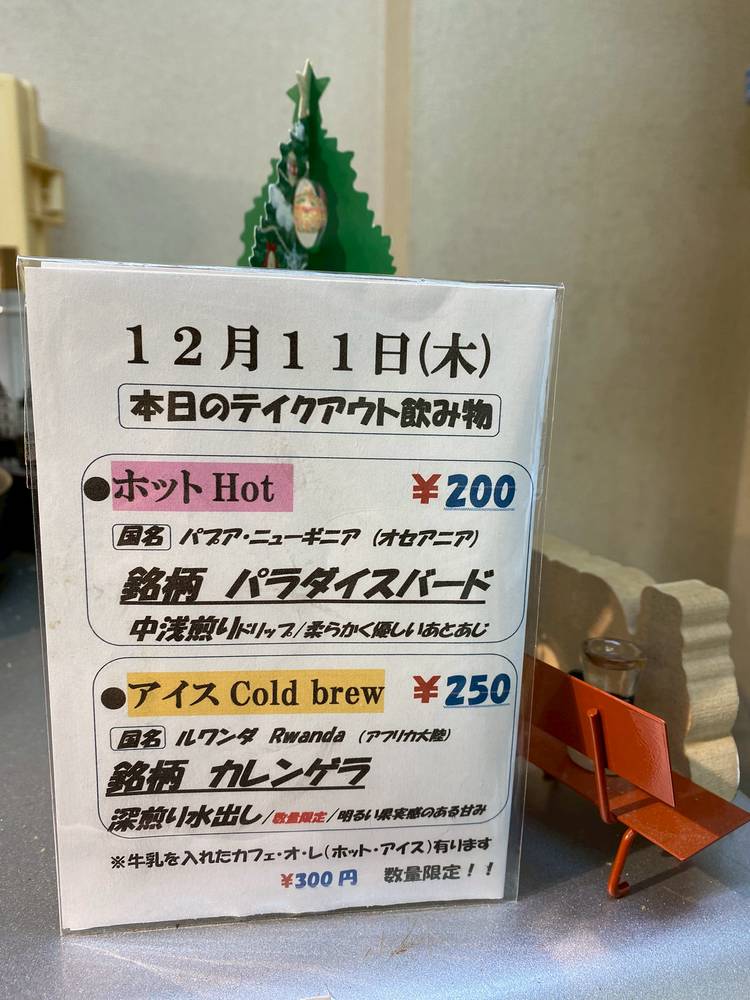 12月11日(木)
本日のテイクアウト飲み物
●ホット Hot ¥200
国名 パプア・ニューギニア (オセアニア)
銘柄 パラダイスバード
中浅煎りドリップ/柔らかく優しいあとあじ
●アイス Cold brew ¥250
国名 ルワンダ Rwanda (アフリカ大陸)
銘柄 カレンゲラ
深煎り水出し/数量限定/明るい果実感のある甘み
※牛乳を入れたカフェ・オ・レ(ホット・アイス)有ります
¥300円 数量限定!!